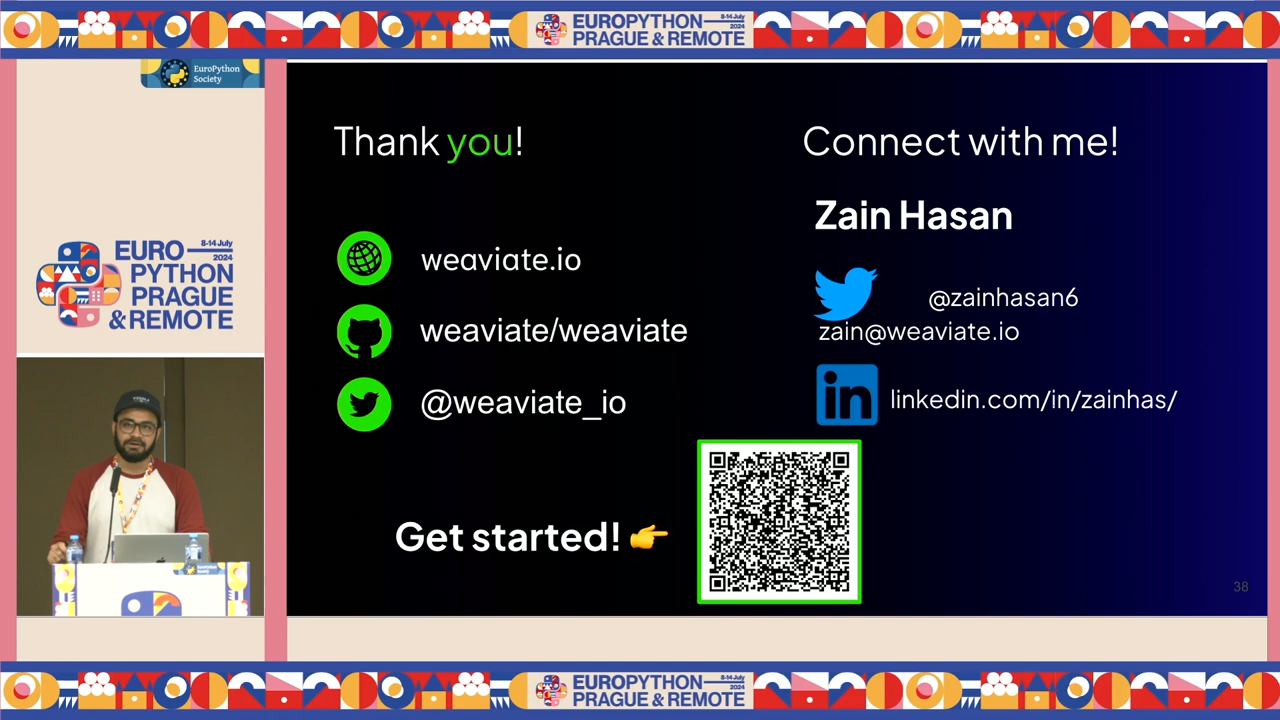 EUROPYTHON
8-14 July
2024
PRAGUE & REMOTE
EuroPython
Society
EURO
8-14 July
2024
PYTHON
PRAGUE
& REMOTE
Thank you!
weaviate.io
weaviate/weaviate
@weaviate_io
Get started! 👉
Connect with me!
Zain Hasan
@zainhasan6
zain@weaviate.io
in
linkedin.com/in/zainhas/
38
EUROPYTHON
8-14 July
2024
PRAGUE & REMOTE